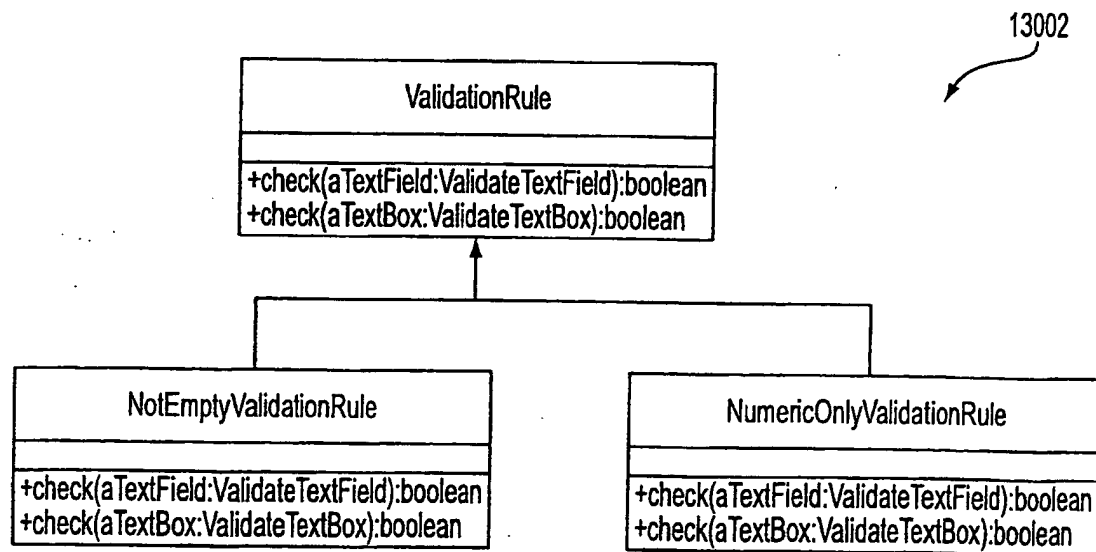 13002
ValidationRule
+check(aTextField:ValidateTextField):boolean
+check(aTextBox:ValidateTextBox):boolean
NotEmptyValidationRule
+check(aTextField:ValidateTextField):boolean
+check(aTextBox:ValidateTextBox):boolean
NumericOnlyValidationRule
+check(aTextField:ValidateTextField):boolean
+check(aTextBox:ValidateTextBox):boolean